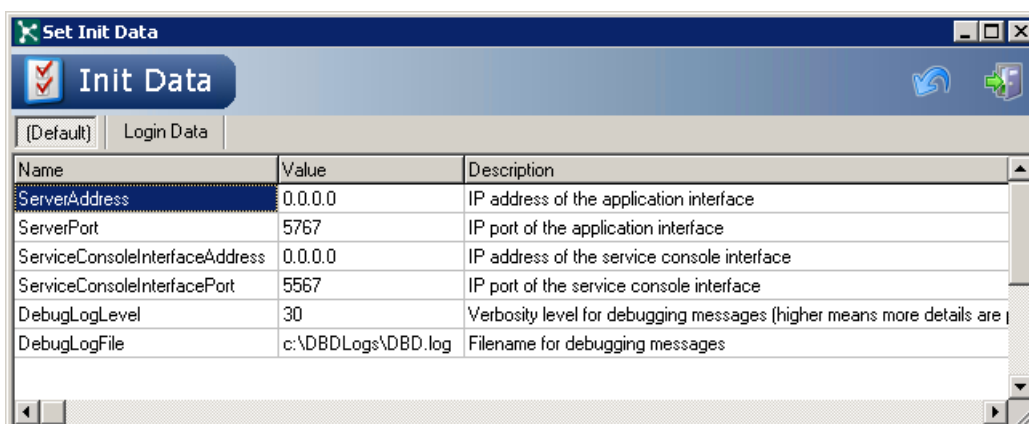 Set Init Data
Init Data
(Default) Login Data
Name Value Description
ServerAddress 0.0.0.0 IP address of the application interface
ServerPort 5767 IP port of the application interface
ServiceConsoleInterfaceAddress 0.0.0.0 IP address of the service console interface
ServiceConsoleInterfacePort 5567 IP port of the service console interface
DebugLogLevel 30 Verbosity level for debugging messages (higher means more details are
DebugLogFile c:\DBDLogs\DBD.log Filename for debugging messages